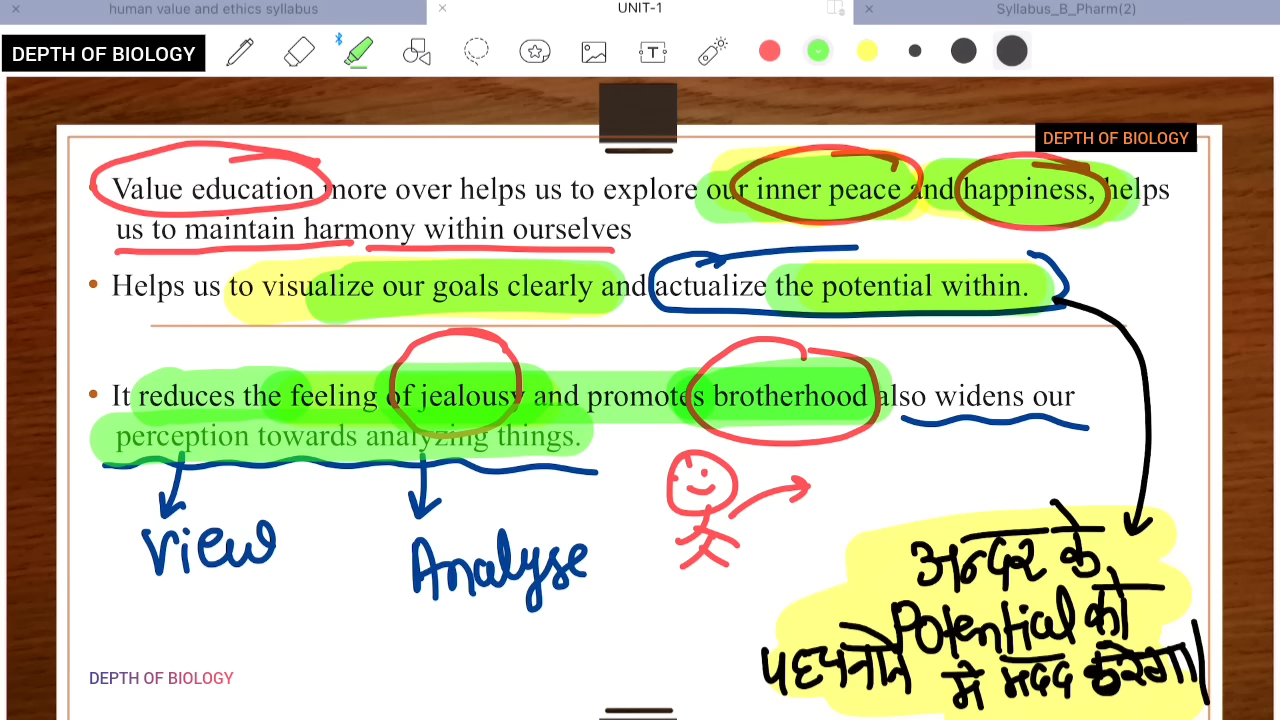 human value and ethics syllabus
UNIT-1
Syllabus_B_Pharm(2)
DEPTH OF BIOLOGY
T
DEPTH OF BIOLOGY
• Value education more over helps us to explore our inner peace and happiness, helps
us to maintain harmony within ourselves
• Helps us to visualize our goals clearly and actualize the potential within.
• It reduces the feeling of jealousy and promotes brotherhood also widens our
perception towards analyzing things.
View
Analyse
अन्दर के
Potential को
पहचानने में मदद करेगा।
DEPTH OF BIOLOGY